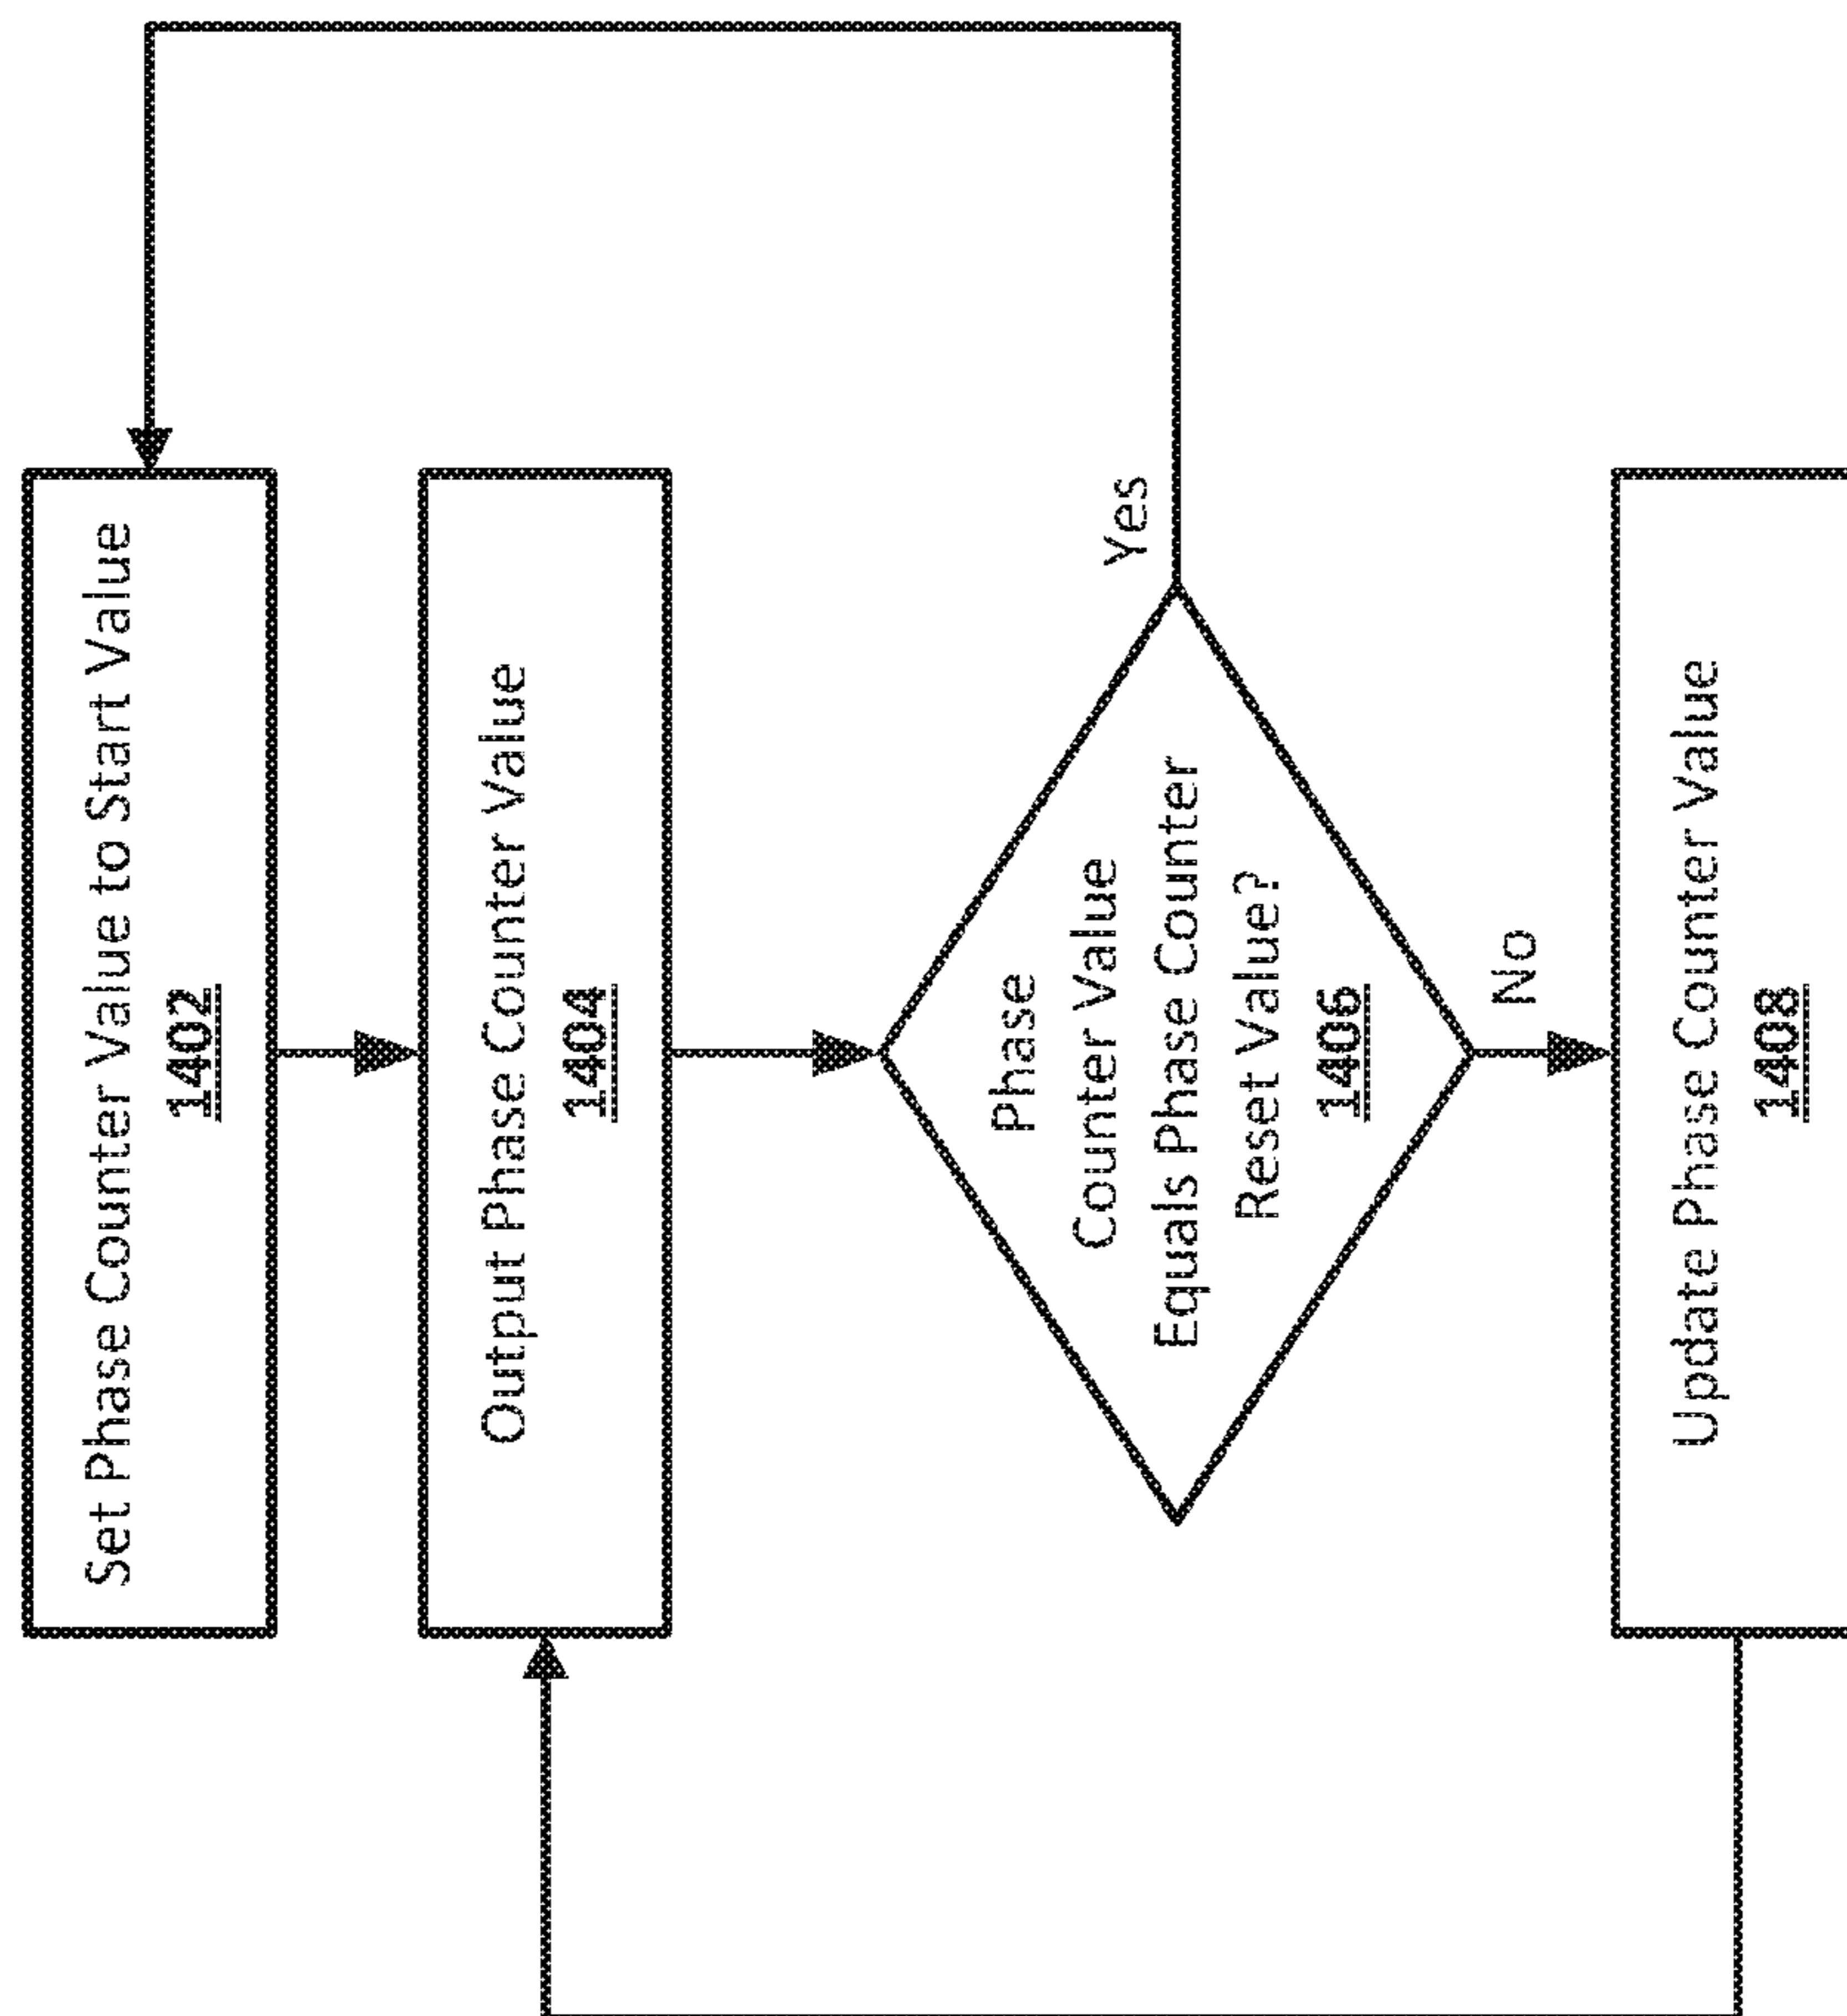 Set Phase Counter Value to Start Value
1402
Output Phase Counter Value
1404
Phase
Counter Value
Equals Phase Counter
Reset Value?
1406
Yes
No
Update Phase Counter Value
1408